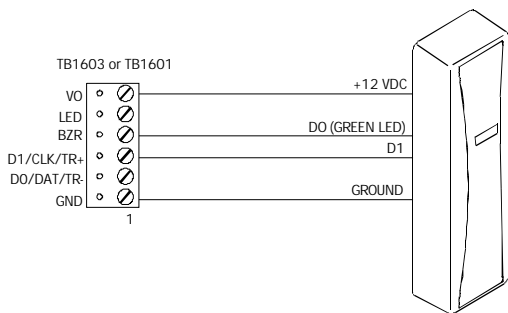 TB1603 or TB1601
VO
+12 VDC
LED
BZR
DO (GREEN LED)
D1/CLK/TR+
D1
DO/DAT/TR-
GND
GROUND
1